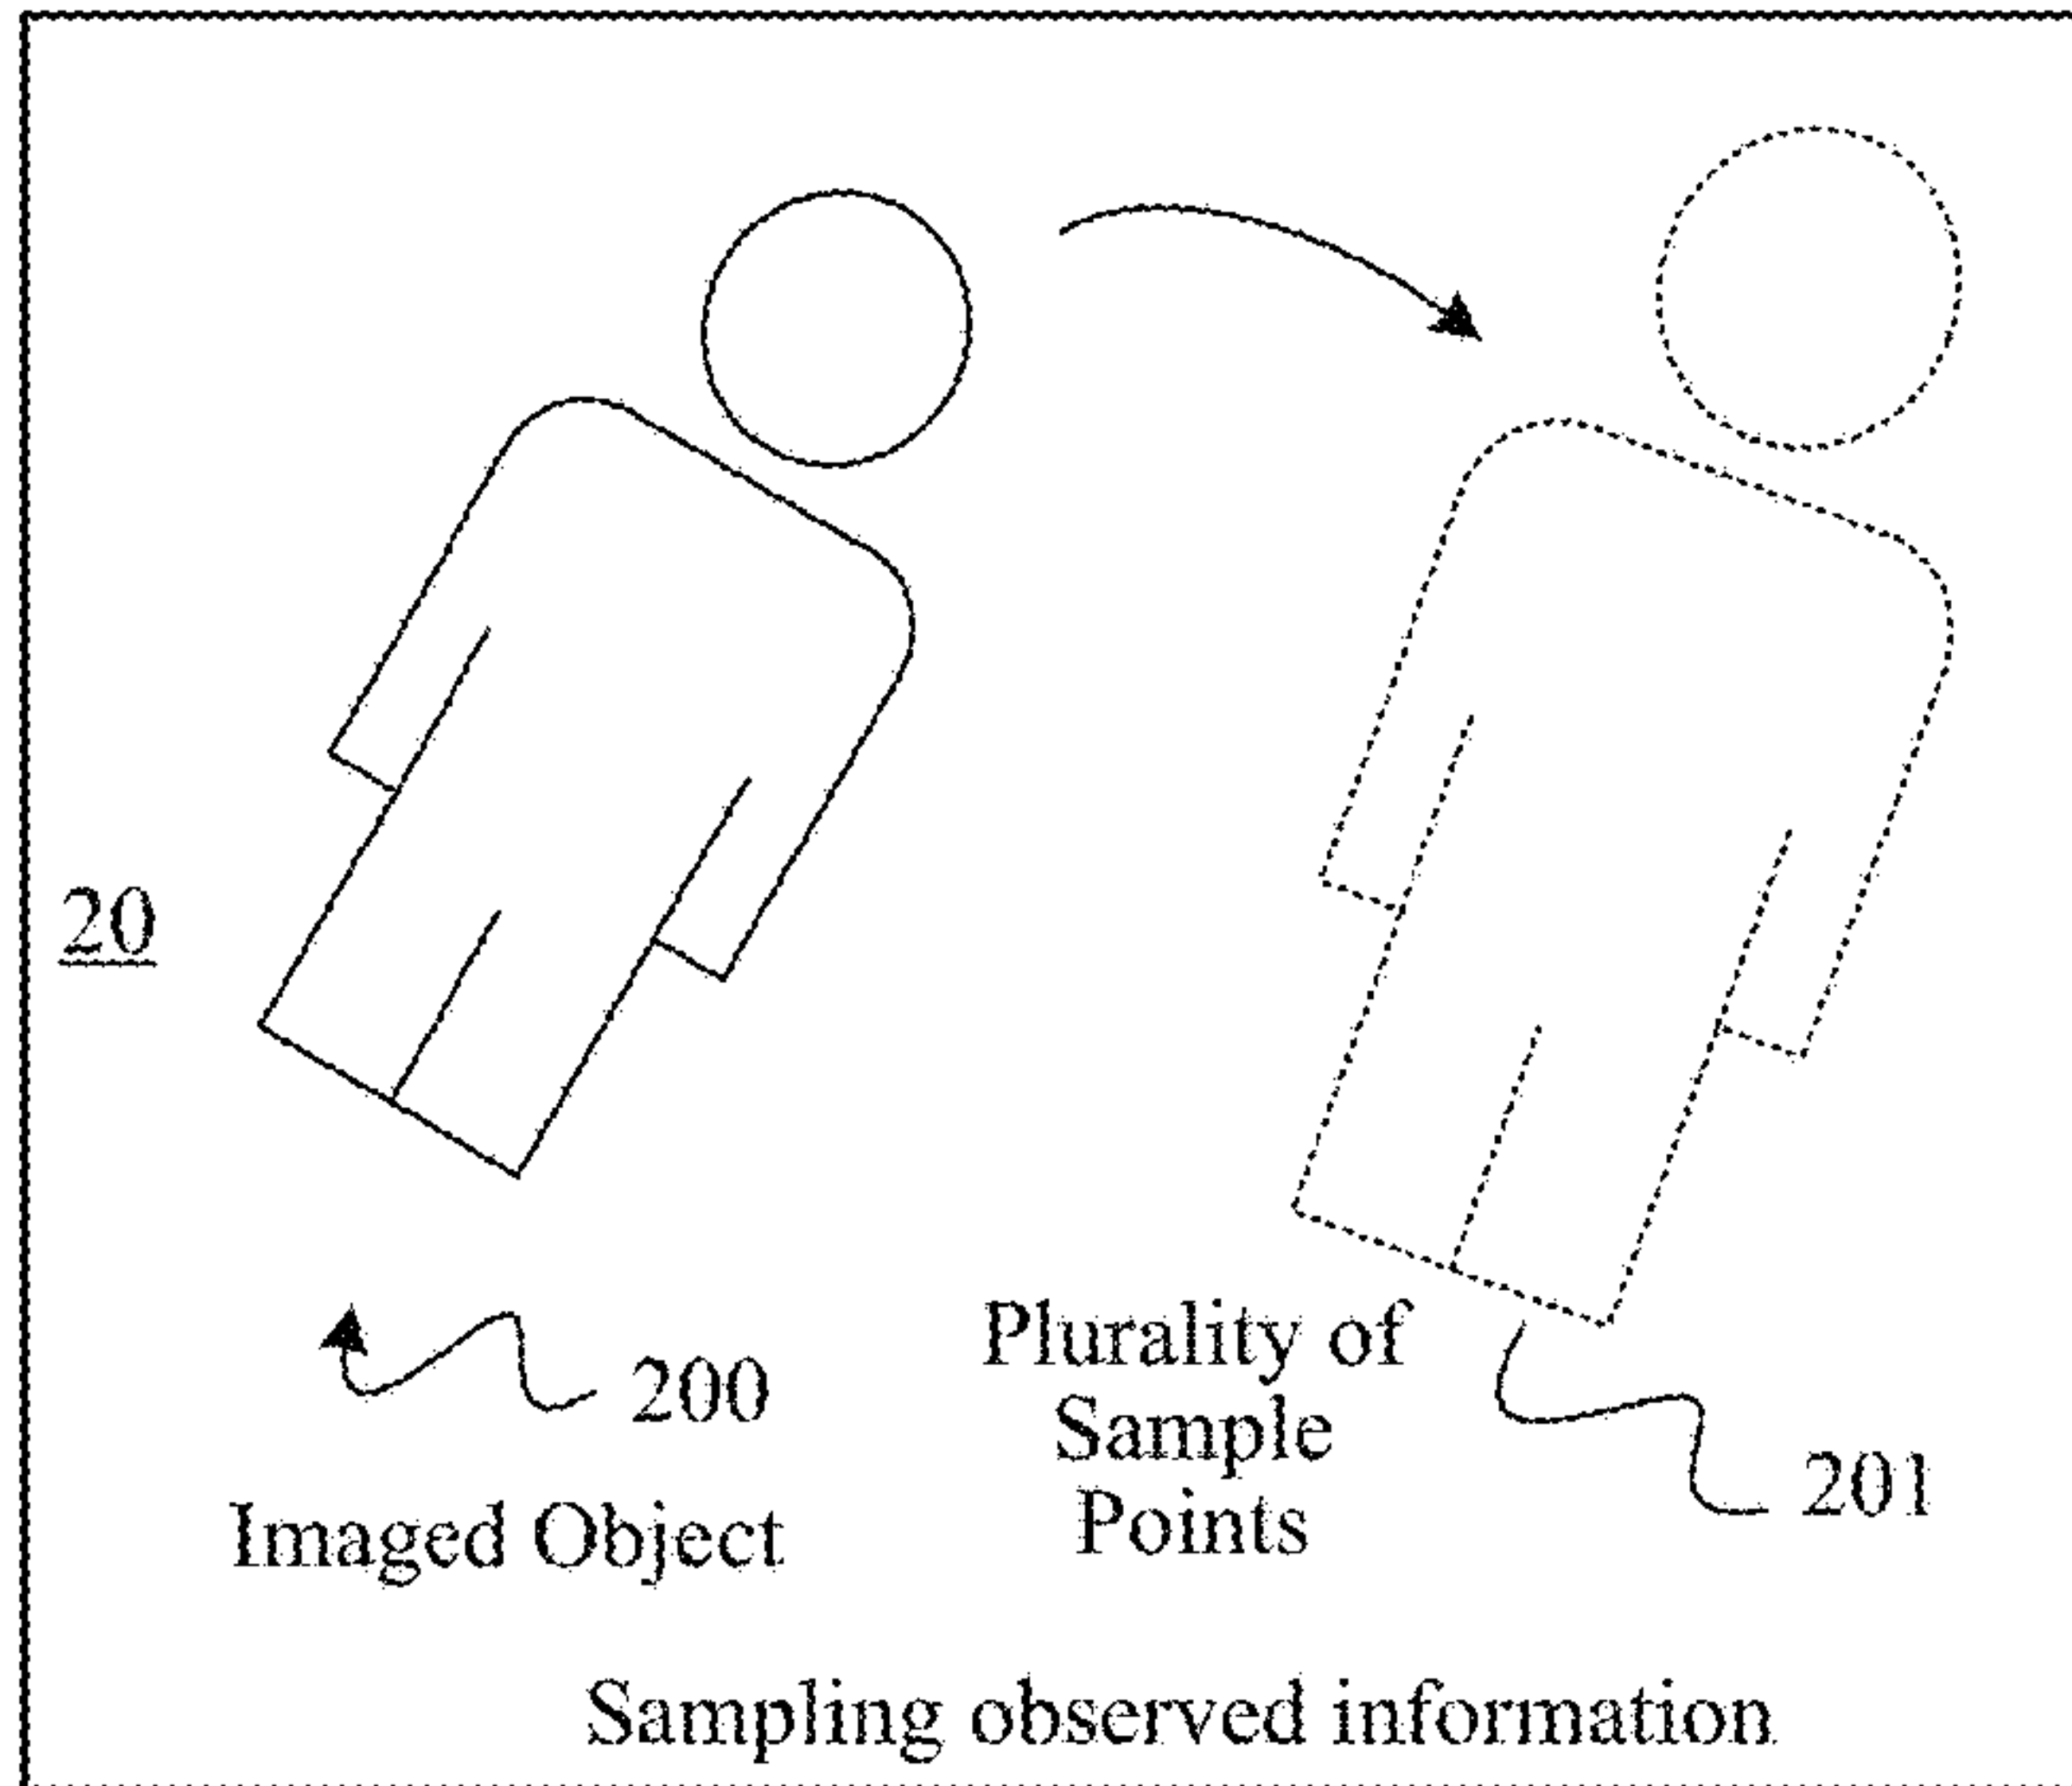 20
200
Imaged Object
Plurality of
Sample
Points
201
Sampling observed information